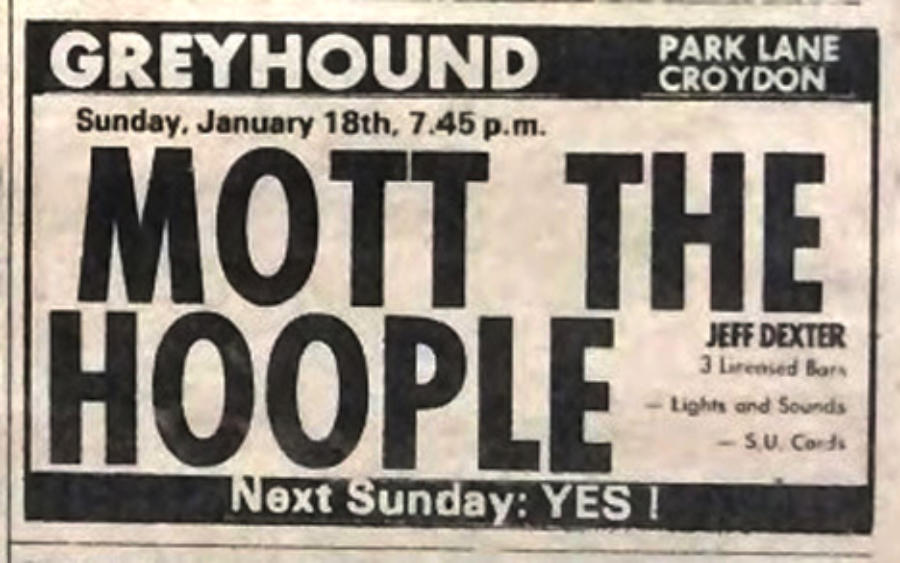 GREYHOUND
PARK LANE
CROYDON
Sunday, January 18th, 7.45 p.m.
MOTT THE
HOOPLE
JEFF DEXTER
3 Licensed Bars
— Lights and Sounds
— S.U. Cards
Next Sunday: YES !